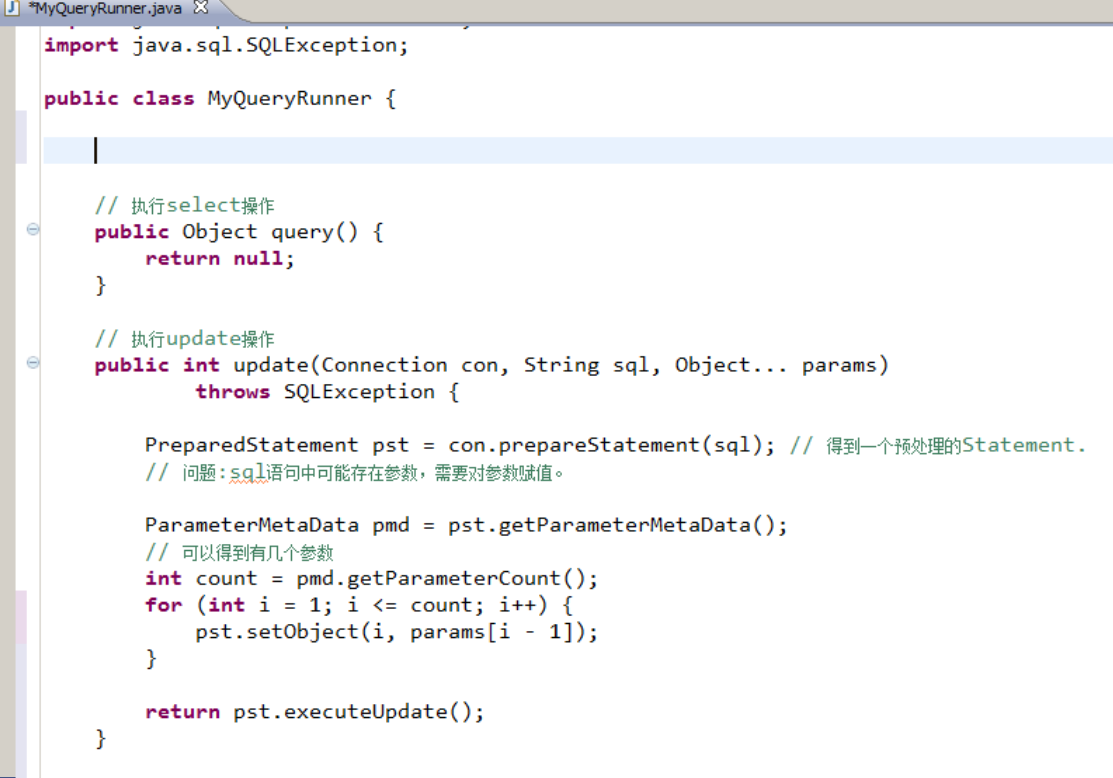 *MyQueryRunner.java
import java.sql.SQLException;
public class MyQueryRunner {
// 执行select操作
public Object query() {
return null;
}
// 执行update操作
public int update(Connection con, String sql, Object... params)
throws SQLException {
PreparedStatement pst = con.prepareStatement(sql); // 得到一个预处理的Statement.
// 问题:sql语句中可能存在参数，需要对参数赋值。
ParameterMetaData pmd = pst.getParameterMetaData();
// 可以得到有几个参数
int count = pmd.getParameterCount();
for (int i = 1; i <= count; i++) {
pst.setObject(i, params[i - 1]);
}
return pst.executeUpdate();
}